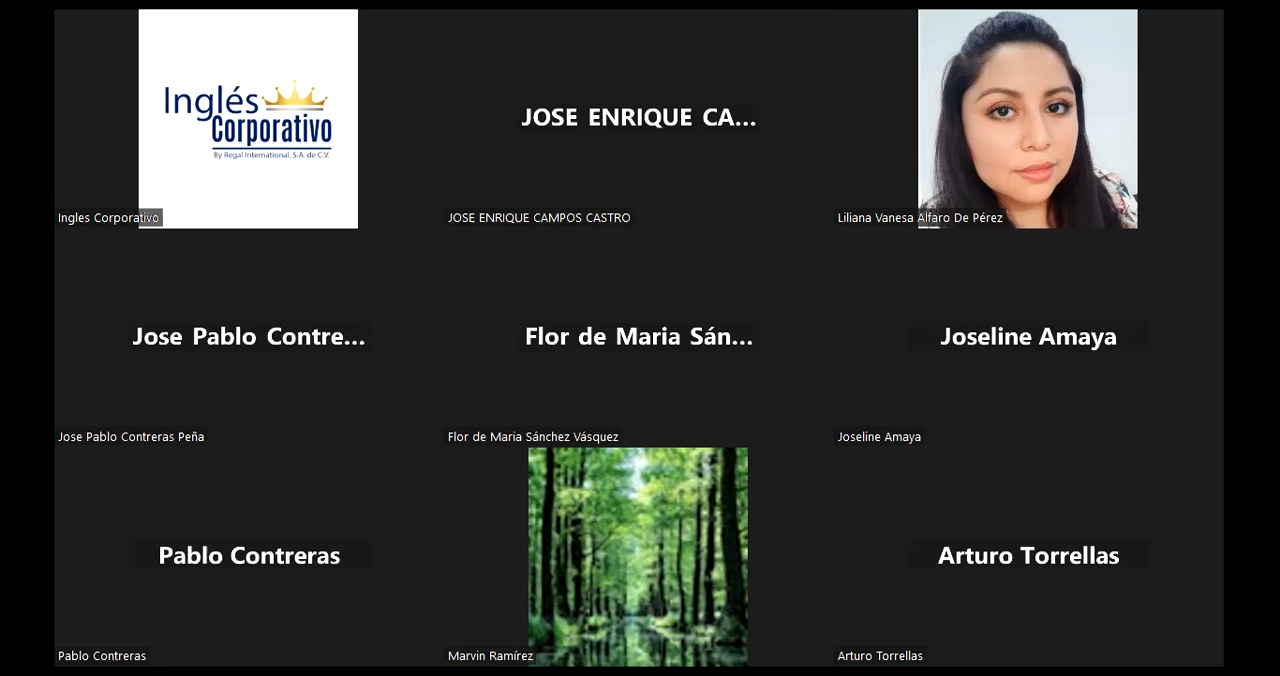 Inglés
Corporativo
By Regal International, S.A. de C.V.
Ingles Corporativo
JOSE ENRIQUE CA...
JOSE ENRIQUE CAMPOS CASTRO
Liliana Vanesa Alfaro De Pérez
Jose Pablo Contre...
Jose Pablo Contreras Peña
Flor de Maria Sán...
Flor de Maria Sánchez Vásquez
Joseline Amaya
Joseline Amaya
Pablo Contreras
Pablo Contreras
Marvin Ramírez
Arturo Torrellas
Arturo Torrellas